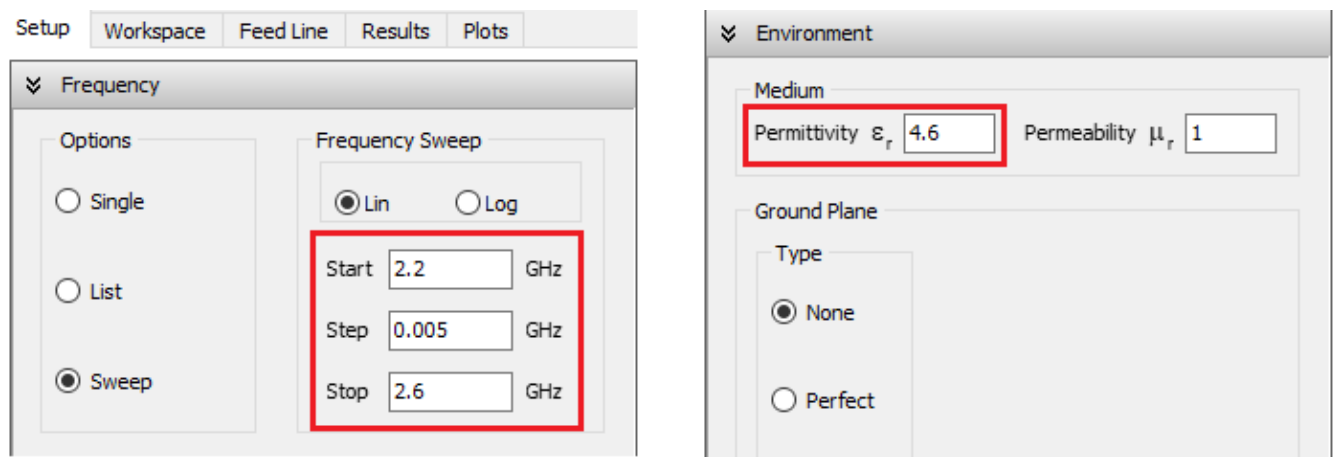 Setup Workspace Feed Line Results Plots
Frequency
Options
Single
List
Sweep
Frequency Sweep
Lin Log
Start 2.2 GHz
Step 0.005 GHz
Stop 2.6 GHz
Environment
Medium
Permittivity εr 4.6 Permeability μr 1
Ground Plane
Type
None
Perfect